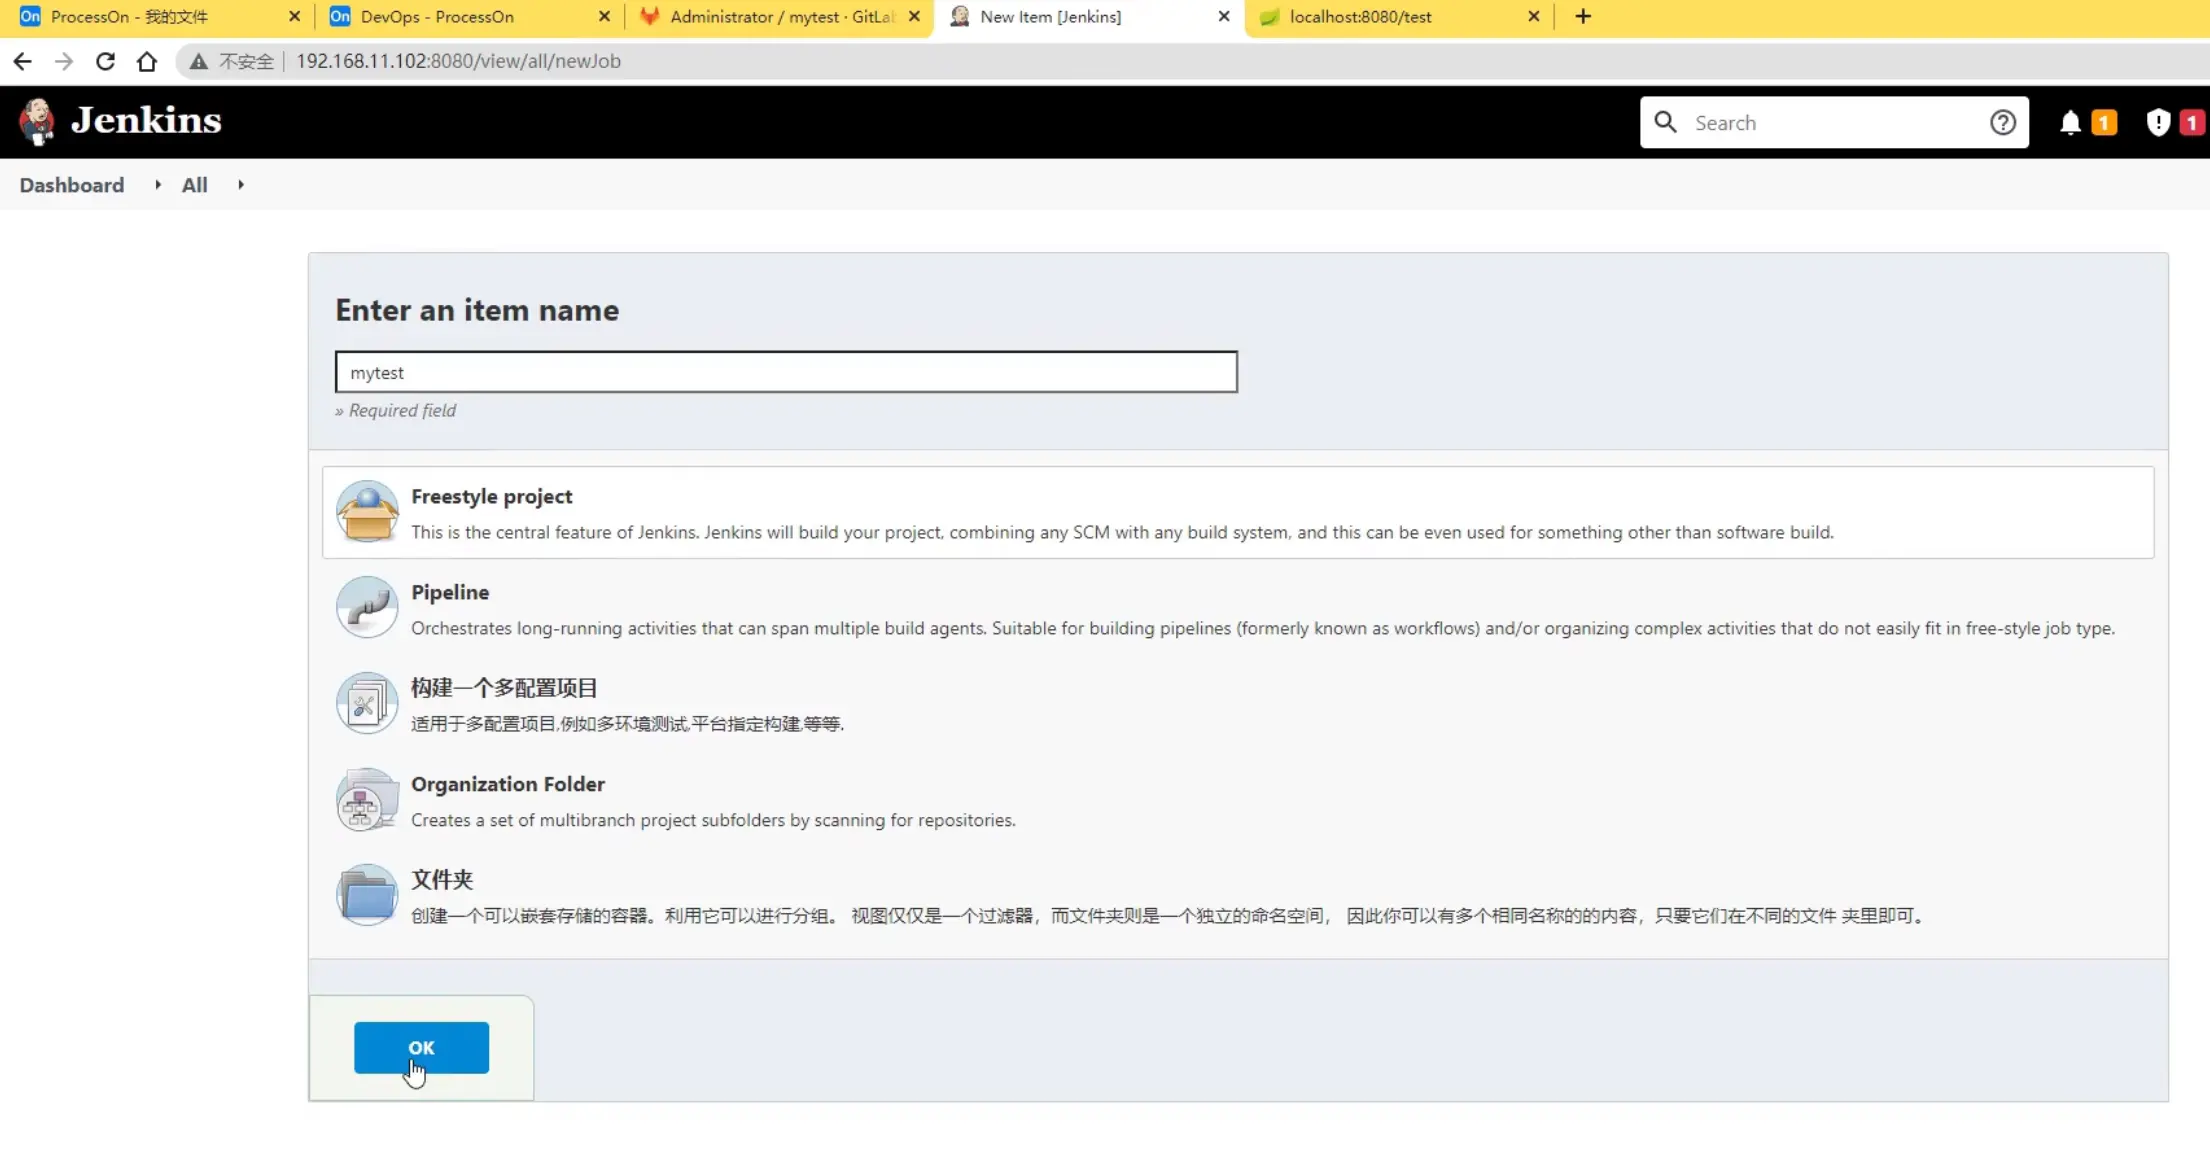 On ProcessOn - 我的文件
On DevOps - ProcessOn
Administrator / mytest · GitLab
New Item [Jenkins]
localhost:8080/test
不安全 192.168.11.102:8080/view/all/newJob
Jenkins
Search
1
1
Dashboard All
Enter an item name
mytest
» Required field
Freestyle project
This is the central feature of Jenkins. Jenkins will build your project, combining any SCM with any build system, and this can be even used for something other than software build.
Pipeline
Orchestrates long-running activities that can span multiple build agents. Suitable for building pipelines (formerly known as workflows) and/or organizing complex activities that do not easily fit in free-style job type.
构建一个多配置项目
适用于多配置项目,例如多环境测试,平台指定构建,等等.
Organization Folder
Creates a set of multibranch project subfolders by scanning for repositories.
文件夹
创建一个可以嵌套存储的容器。利用它可以进行分组。 视图仅仅是一个过滤器，而文件夹则是一个独立的命名空间， 因此你可以有多个相同名称的的内容，只要它们在不同的文件 夹里即可。
OK